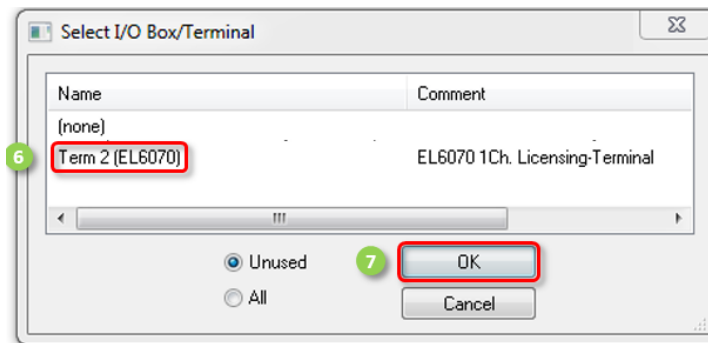 Select I/O Box/Terminal
Name Comment
(none)
6 Term 2 (EL6070) EL6070 1Ch. Licensing-Terminal
Unused 7 OK
All Cancel